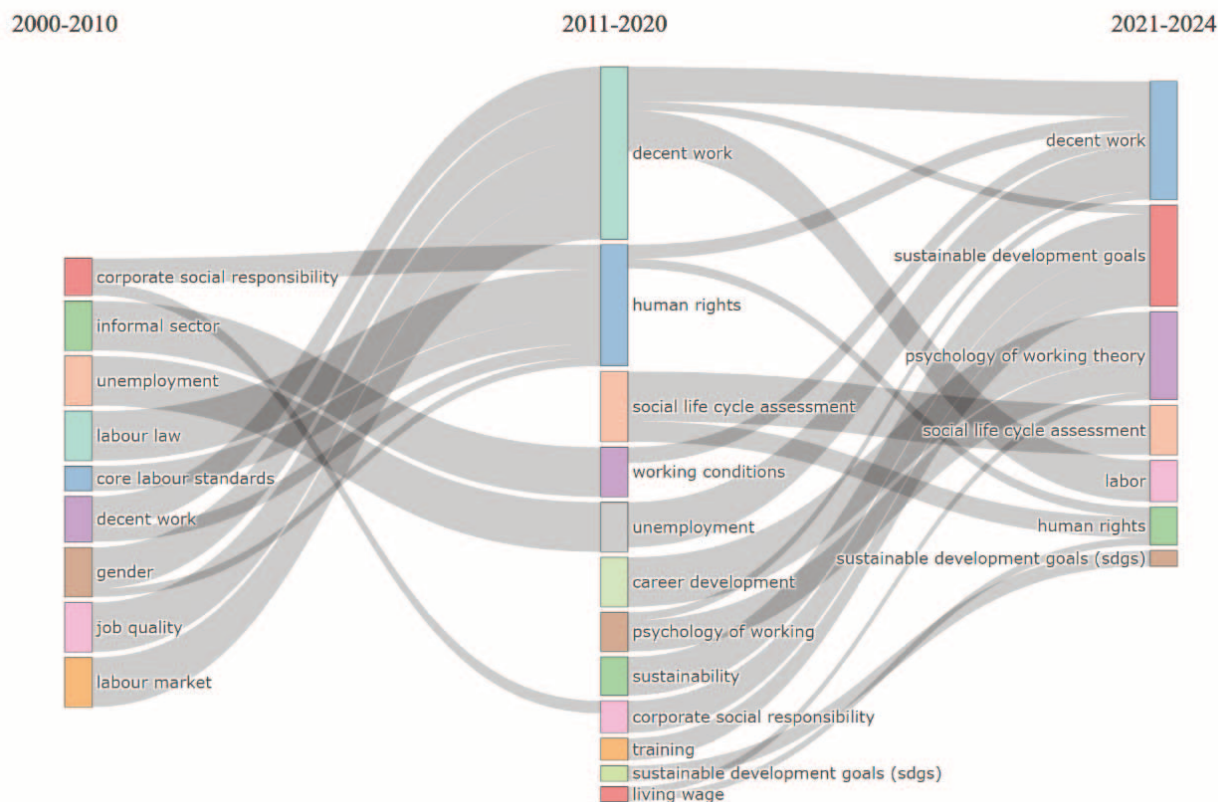 2000-2010
2011-2020
2021-2024
corporate social responsibility
informal sector
unemployment
labour law
core labour standards
decent work
gender
job quality
labour market
decent work
human rights
social life cycle assessment
working conditions
unemployment
career development
psychology of working
sustainability
corporate social responsibility
training
sustainable development goals (sdgs)
living wage
decent work
sustainable development goals
psychology of working theory
social life cycle assessment
labor
human rights
sustainable development goals (sdgs)